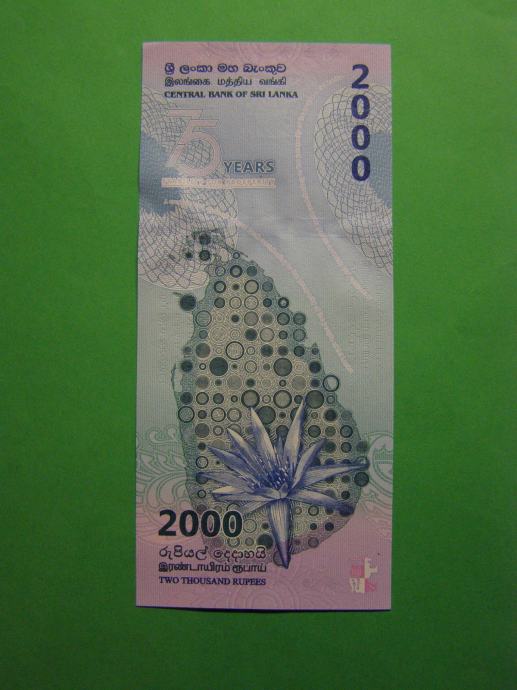 ශ්‍රී ලංකා මහ බැංකුව
இலங்கை மத்திய வங்கி
CENTRAL BANK OF SRI LANKA
2000
75
YEARS
2000
රුපියල් දෙදාහයි
இரண்டாயிரம் ரூபாய்
TWO THOUSAND RUPEES